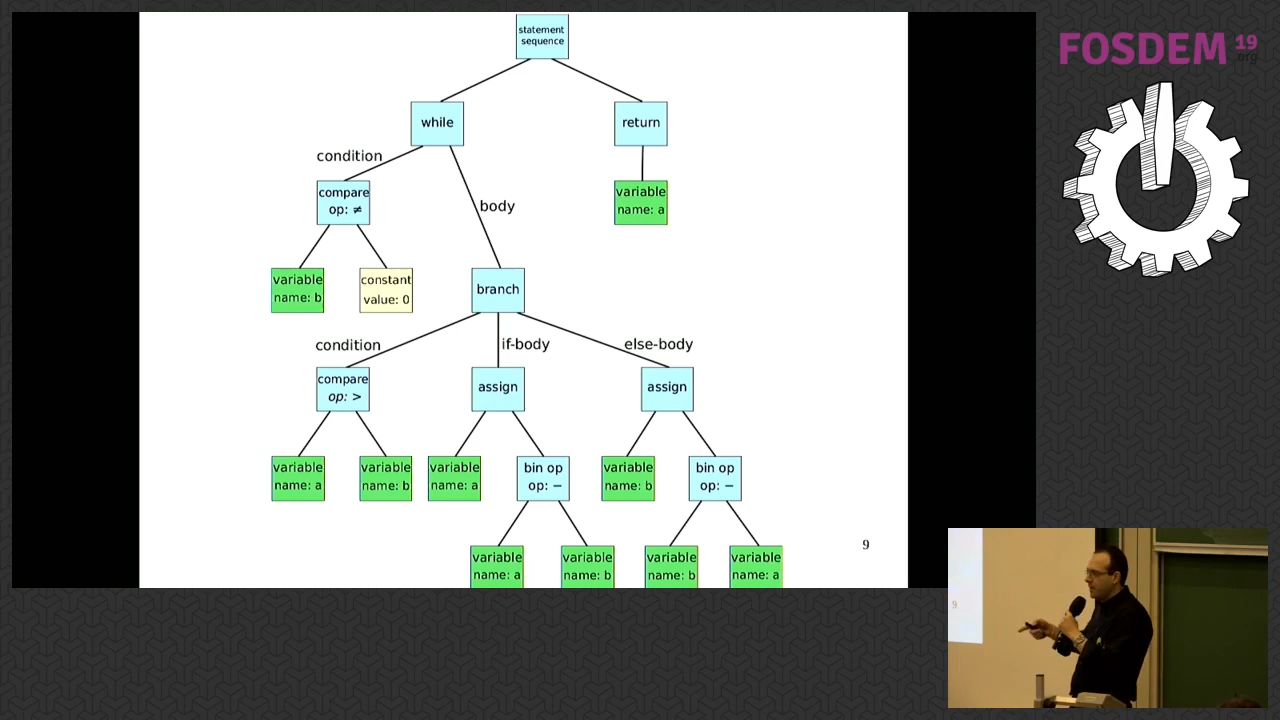 statement
sequence
FOSDEM 19
.org
while
return
condition
compare
op: ≠
body
variable
name: a
variable
name: b
constant
value: 0
branch
condition
if-body
else-body
compare
op: >
assign
assign
variable
name: a
variable
name: b
variable
name: a
bin op
op: −
variable
name: b
bin op
op: −
9
variable
name: a
variable
name: b
variable
name: b
variable
name: a
9